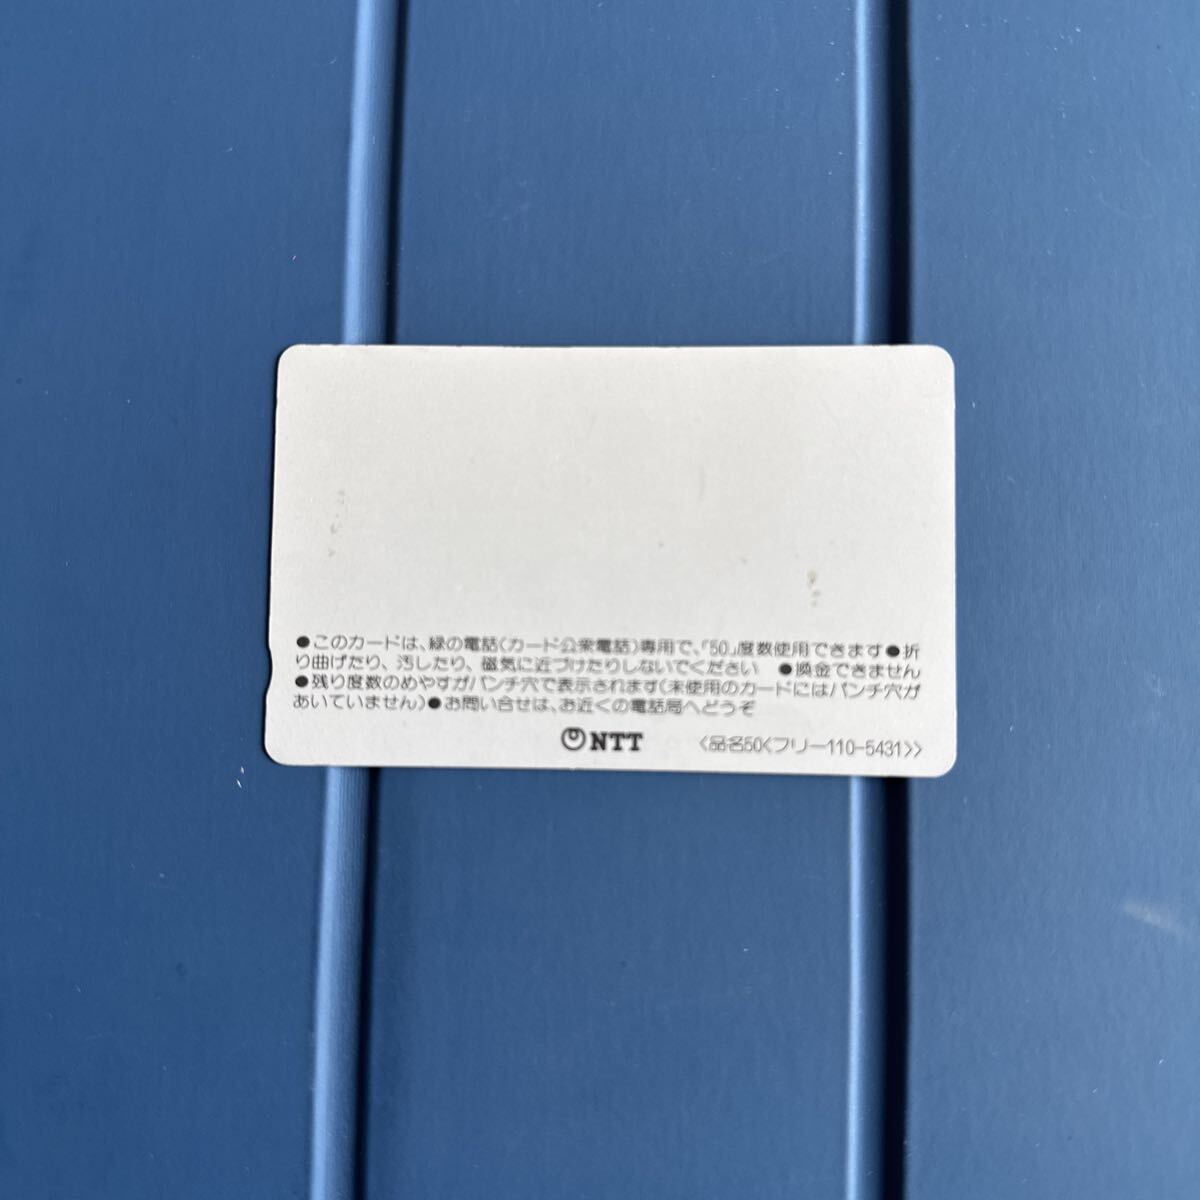 ●このカードは、緑の電話(カード公衆電話)専用で、「50」度数使用できます●折
り曲げたり、汚したり、磁気に近づけたりしないでください　●換金できません
●残り度数のめやすがパンチ穴で表示されます(未使用のカードにはパンチ穴が
あいていません)●お問い合せは、お近くの電話局へどうぞ
NTT　〈品名50〈フリー110-5431〉〉